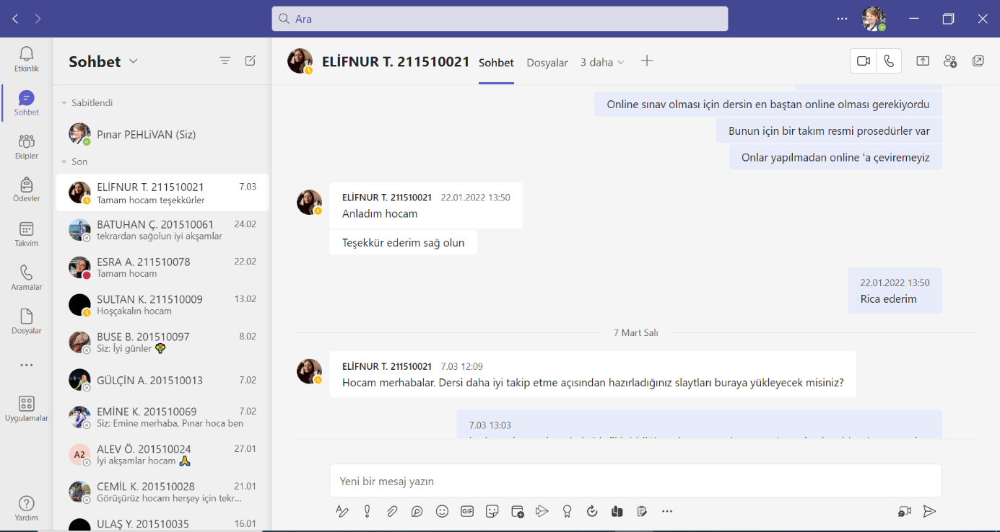 Ara
Etkinlik
Sohbet
Ekipler
Ödevler
Takvim
Aramalar
Dosyalar
Uygulamalar
Yardım
Sohbet
Sabitlendi
Pınar PEHLiVAN (Siz)
Son
ELİFNUR T. 211510021 7.03
Tamam hocam teşekkürler
BATUHAN Ç. 201510061 24.02
tekrardan sağolun iyi akşamlar
ESRA A. 211510078 22.02
Tamam hocam
SULTAN K. 211510009 13.02
Hoşçakalın hocam
BUSE B. 201510097 8.02
Siz: İyi günler
GÜLÇİN A. 201510013 7.02
EMİNE K. 201510069 7.02
Siz: Emine merhaba, Pınar hoca ben
A2
ALEV Ö. 201510024 27.01
İyi akşamlar hocam
CEMİL K. 201510028 21.01
Görüşürüz hocam herşey için tekr...
ULAŞ Y. 201510035 16.01
ELİFNUR T. 211510021 Sohbet Dosyalar 3 daha
Online sınav olması için dersin en baştan online olması gerekiyordu
Bunun için bir takım resmi prosedürler var
Onlar yapılmadan online 'a çeviremeyiz
ELİFNUR T. 211510021 22.01.2022 13:50
Anladım hocam
Teşekkür ederim sağ olun
22.01.2022 13:50
Rica ederim
7 Mart Salı
ELİFNUR T. 211510021 7.03 12:09
Hocam merhabalar. Dersi daha iyi takip etme açısından hazırladığınız slaytları buraya yükleyecek misiniz?
7.03 13:03
Yeni bir mesaj yazın
GIF